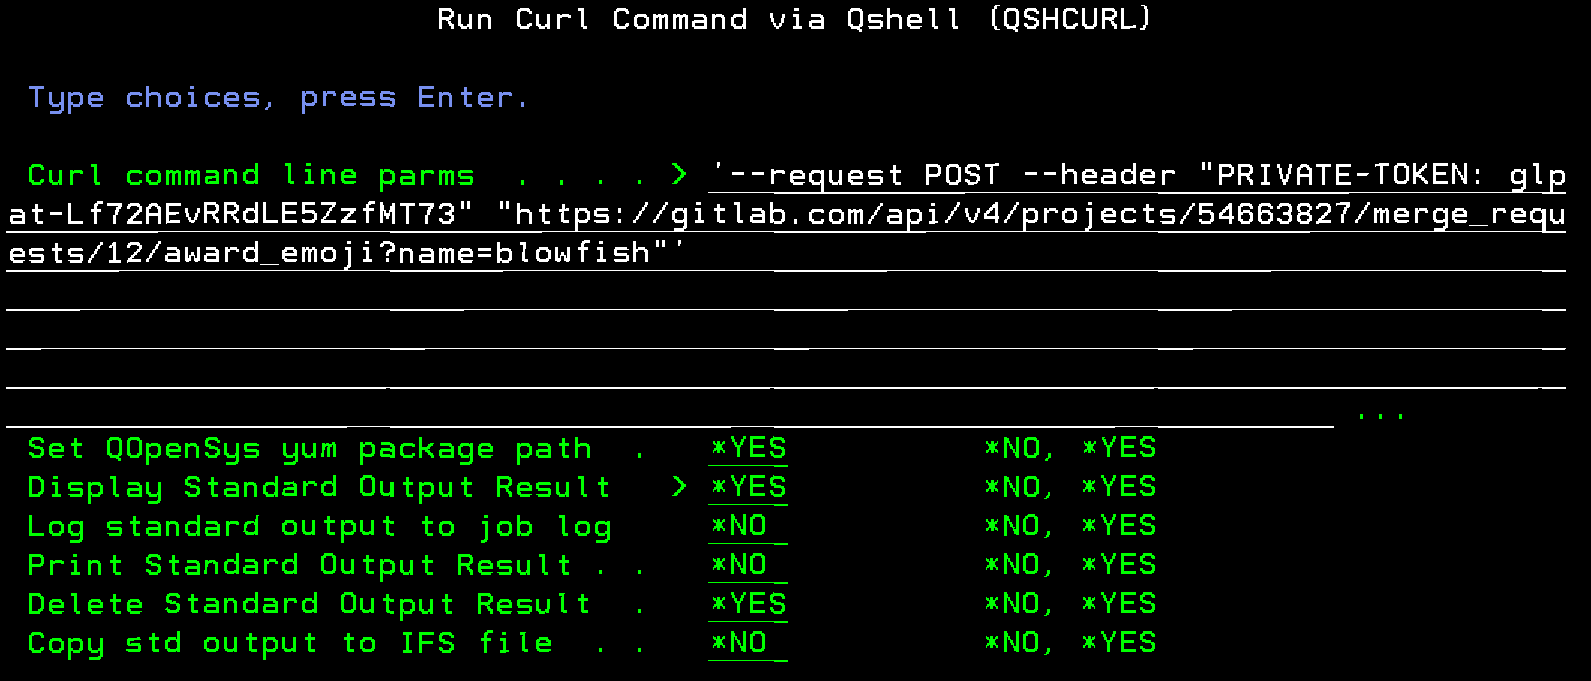 Run Curl Command via Qshell (QSHCURL)
Type choices, press Enter.
Curl command line parms  . . . . > '--request POST --header "PRIVATE-TOKEN: glp
at-Lf72AEvRRdLE5ZzfMT73" "https://gitlab.com/api/v4/projects/54663827/merge_requ
ests/12/award_emoji?name=blowfish"'
...
Set QOpenSys yum package path  .   *YES          *NO, *YES
Display Standard Output Result   > *YES          *NO, *YES
Log standard output to job log     *NO           *NO, *YES
Print Standard Output Result . .   *NO           *NO, *YES
Delete Standard Output Result  .   *YES          *NO, *YES
Copy std output to IFS file  . .   *NO           *NO, *YES